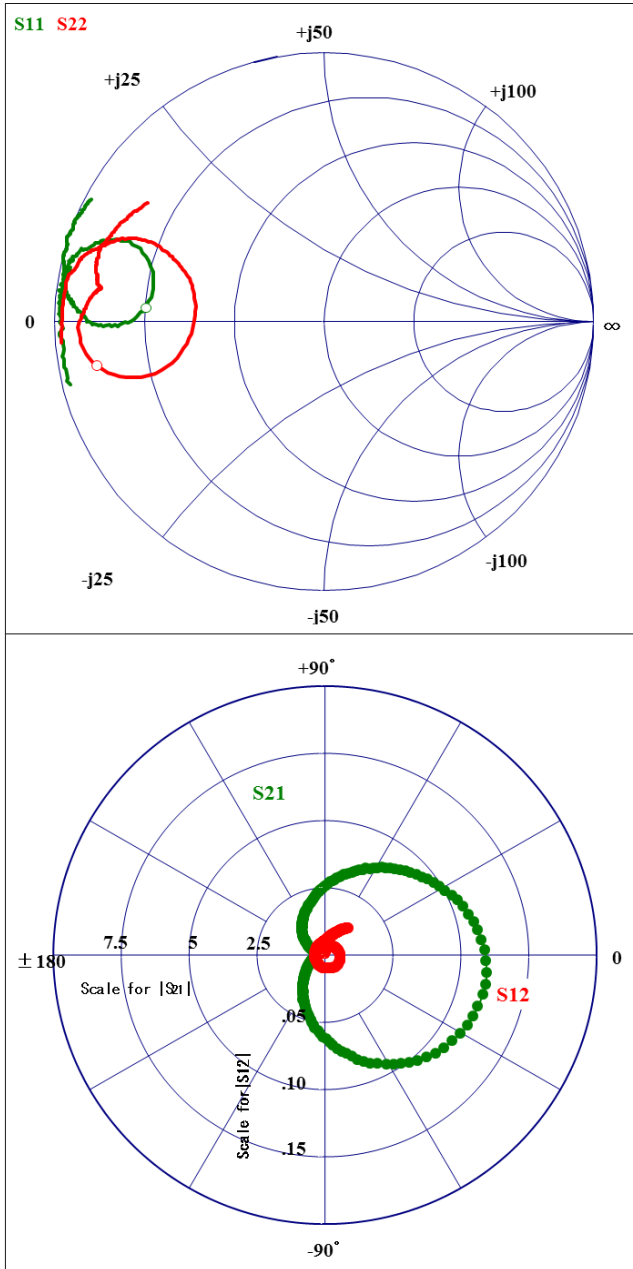 S11 S22
+j50
+j25
+j100
0
∞
-j25
-j100
-j50
+90°
S21
7.5 5 2.5
±180
0
Scale for |S21|
S12
.05
Scale for|S12|
.10
.15
-90°